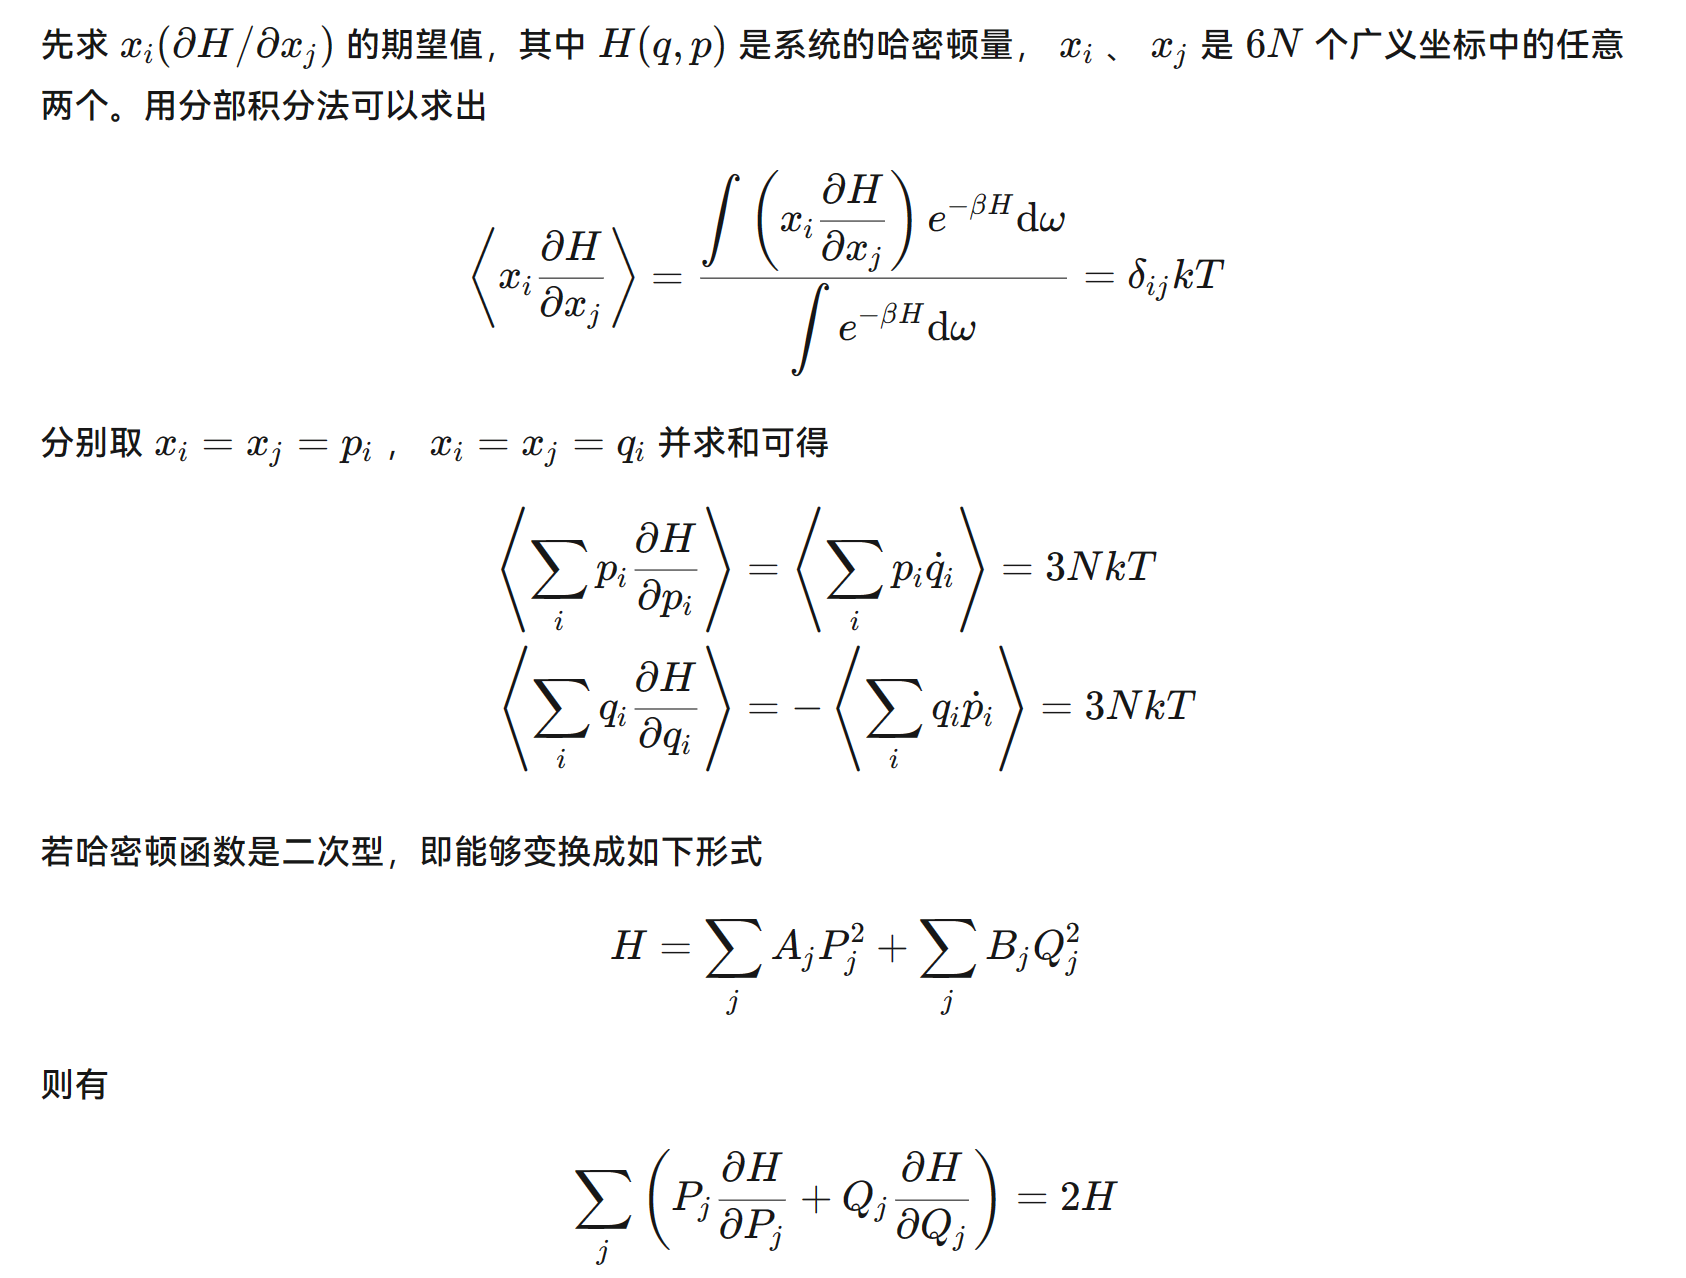 先求 $x_i(\partial H/\partial x_j)$ 的期望值，其中 $H(q,p)$ 是系统的哈密顿量， $x_i$ 、 $x_j$ 是 $6N$ 个广义坐标中的任意
两个。用分部积分法可以求出
$$\left\langle x_i \frac{\partial H}{\partial x_j} \right\rangle = \frac{\int \left( x_i \frac{\partial H}{\partial x_j} \right) e^{-\beta H} \mathrm{d}\omega}{\int e^{-\beta H} \mathrm{d}\omega} = \delta_{ij} kT$$
分别取 $x_i = x_j = p_i$ ， $x_i = x_j = q_i$ 并求和可得
$$\left\langle \sum_i p_i \frac{\partial H}{\partial p_i} \right\rangle = \left\langle \sum_i p_i \dot{q}_i \right\rangle = 3NkT$$
$$\left\langle \sum_i q_i \frac{\partial H}{\partial q_i} \right\rangle = -\left\langle \sum_i q_i \dot{p}_i \right\rangle = 3NkT$$
若哈密顿函数是二次型，即能够变换成如下形式
$$H = \sum_j A_j P_j^2 + \sum_j B_j Q_j^2$$
则有
$$\sum_j \left( P_j \frac{\partial H}{\partial P_j} + Q_j \frac{\partial H}{\partial Q_j} \right) = 2H$$